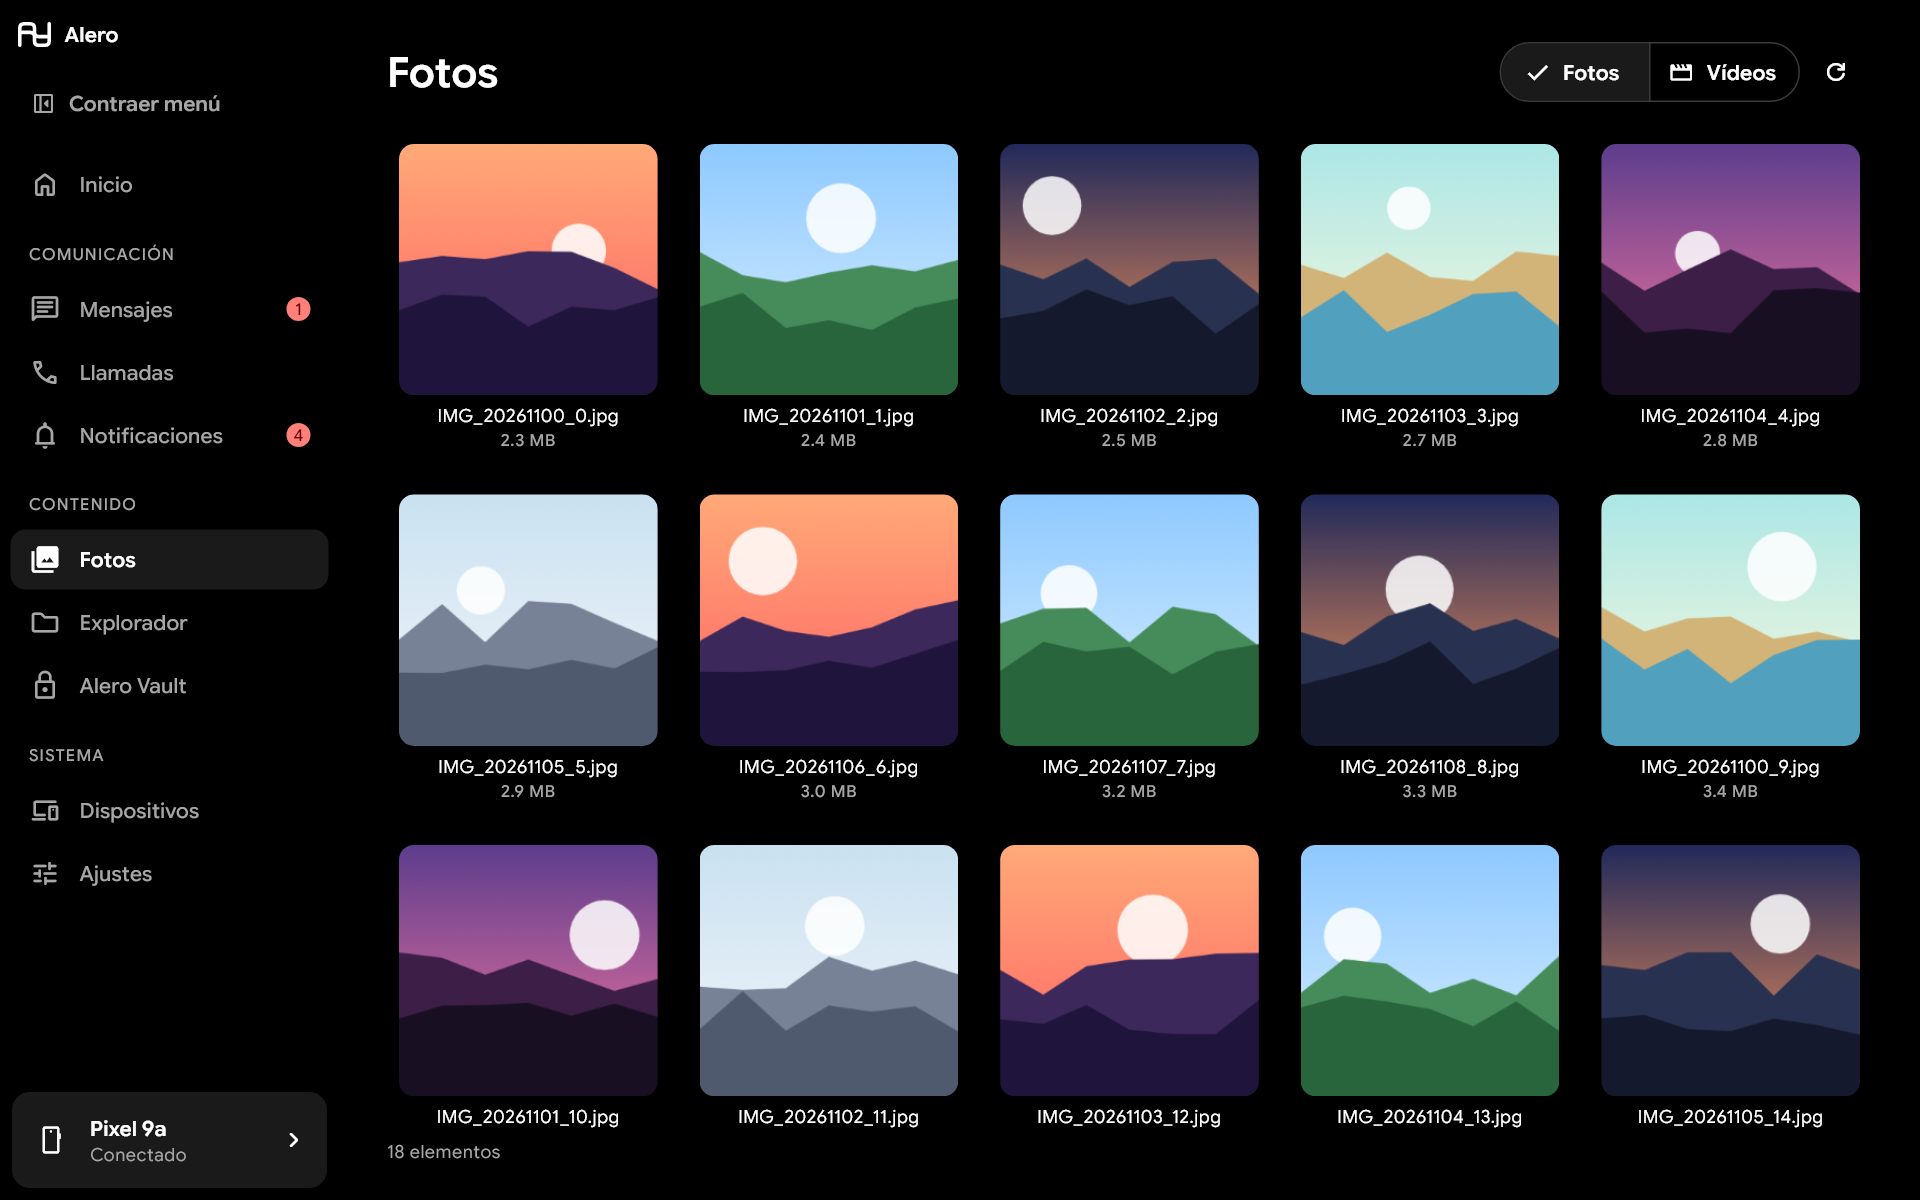 Alero
Contraer menú
Inicio
COMUNICACIÓN
Mensajes 1
Llamadas
Notificaciones 4
CONTENIDO
Fotos
Explorador
Alero Vault
SISTEMA
Dispositivos
Ajustes
Pixel 9a
Conectado
Fotos
Fotos Vídeos
IMG_20261100_0.jpg IMG_20261101_1.jpg IMG_20261102_2.jpg IMG_20261103_3.jpg IMG_20261104_4.jpg
2.3 MB 2.4 MB 2.5 MB 2.7 MB 2.8 MB
IMG_20261105_5.jpg IMG_20261106_6.jpg IMG_20261107_7.jpg IMG_20261108_8.jpg IMG_20261100_9.jpg
2.9 MB 3.0 MB 3.2 MB 3.3 MB 3.4 MB
IMG_20261101_10.jpg IMG_20261102_11.jpg IMG_20261103_12.jpg IMG_20261104_13.jpg IMG_20261105_14.jpg
18 elementos